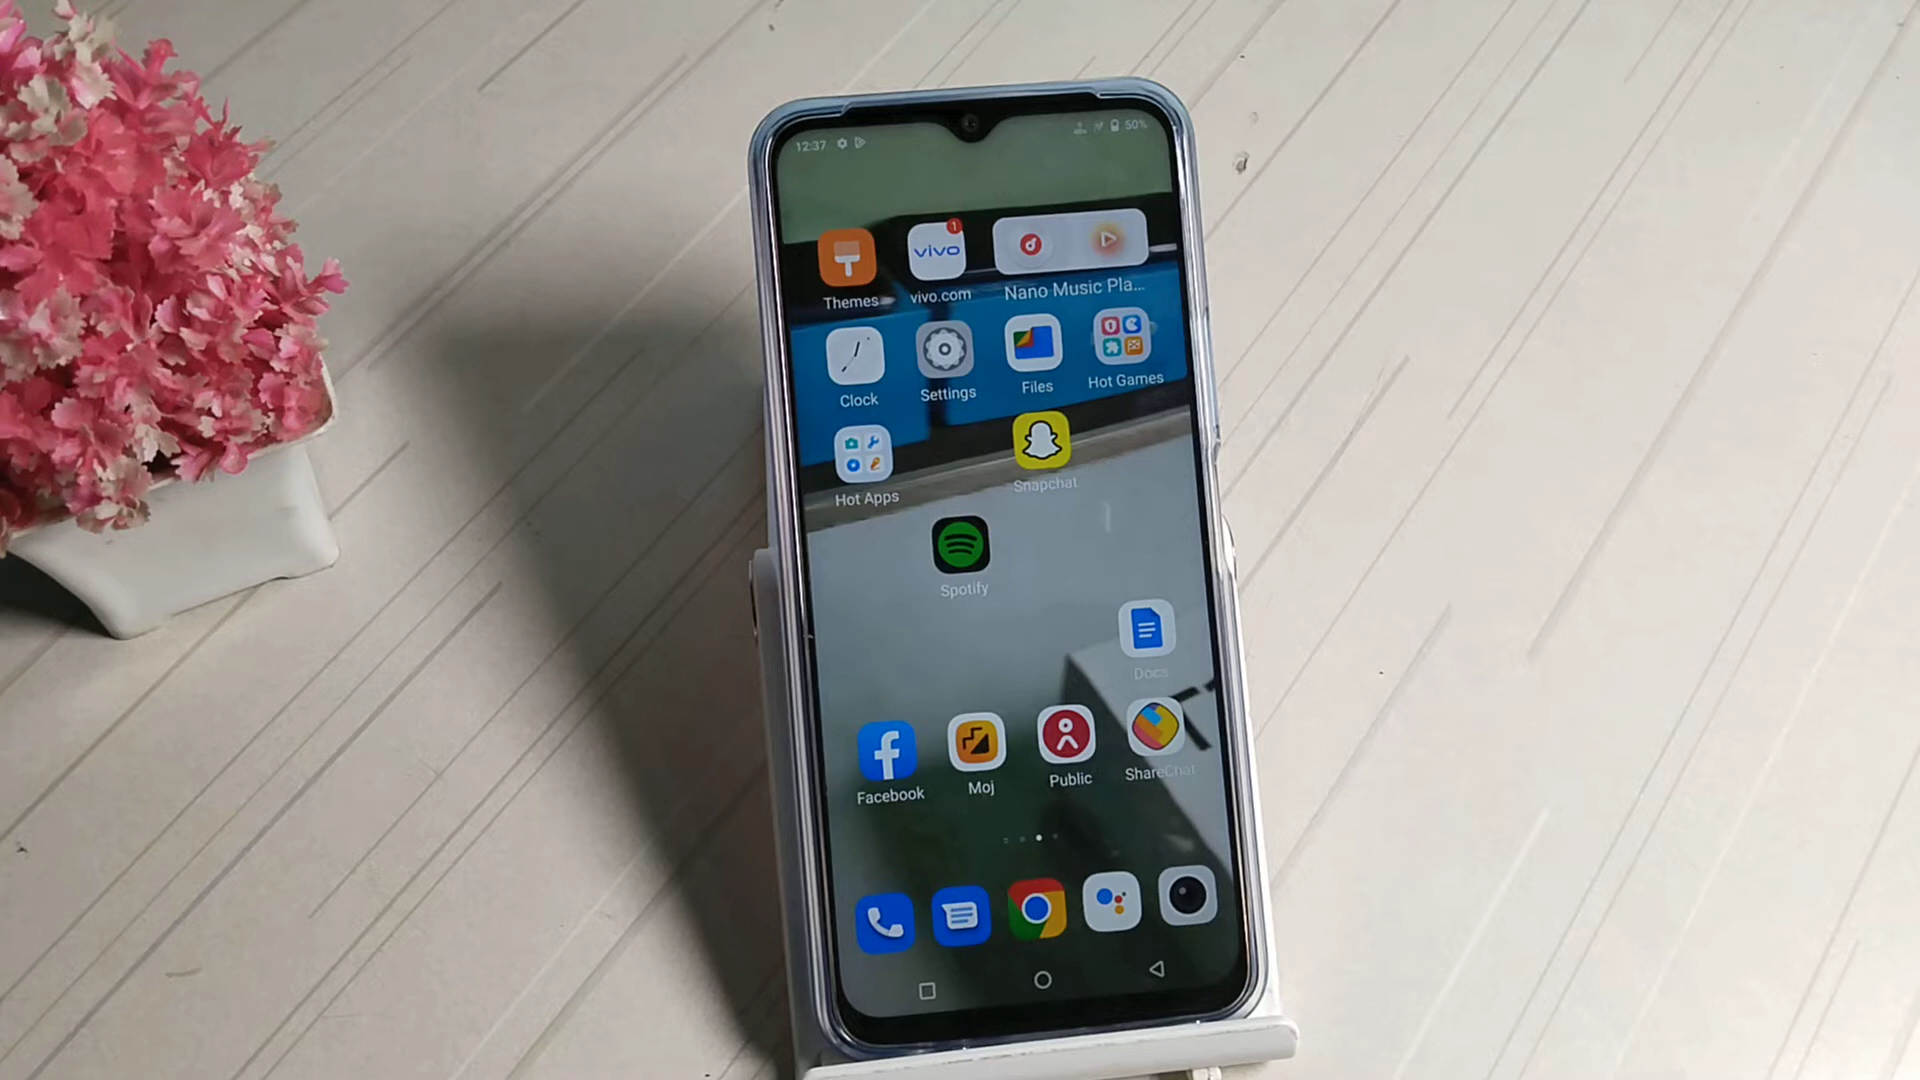 12:37 50%
1
vivo
Themes vivo.com Nano Music Pla...
Clock Settings Files Hot Games
Hot Apps Snapchat
Spotify
Docs
Facebook Moj Public ShareChat